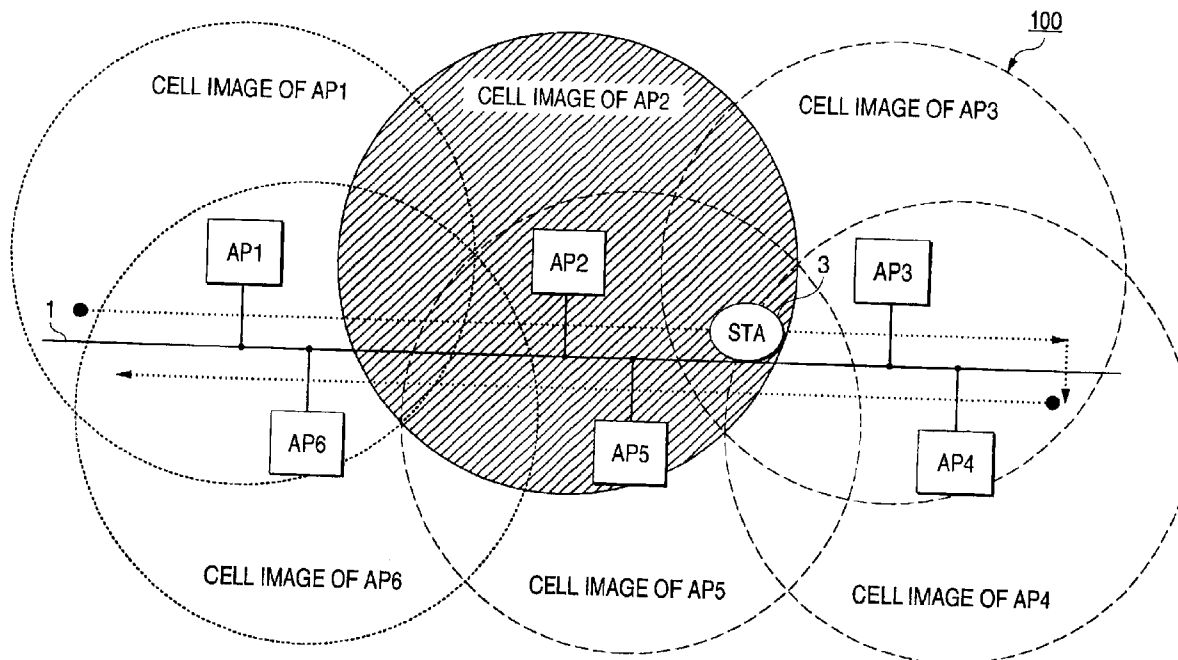 100
CELL IMAGE OF AP1
CELL IMAGE OF AP2
CELL IMAGE OF AP3
AP1
AP2
3
AP3
1
STA
AP6
AP5
AP4
CELL IMAGE OF AP6
CELL IMAGE OF AP5
CELL IMAGE OF AP4